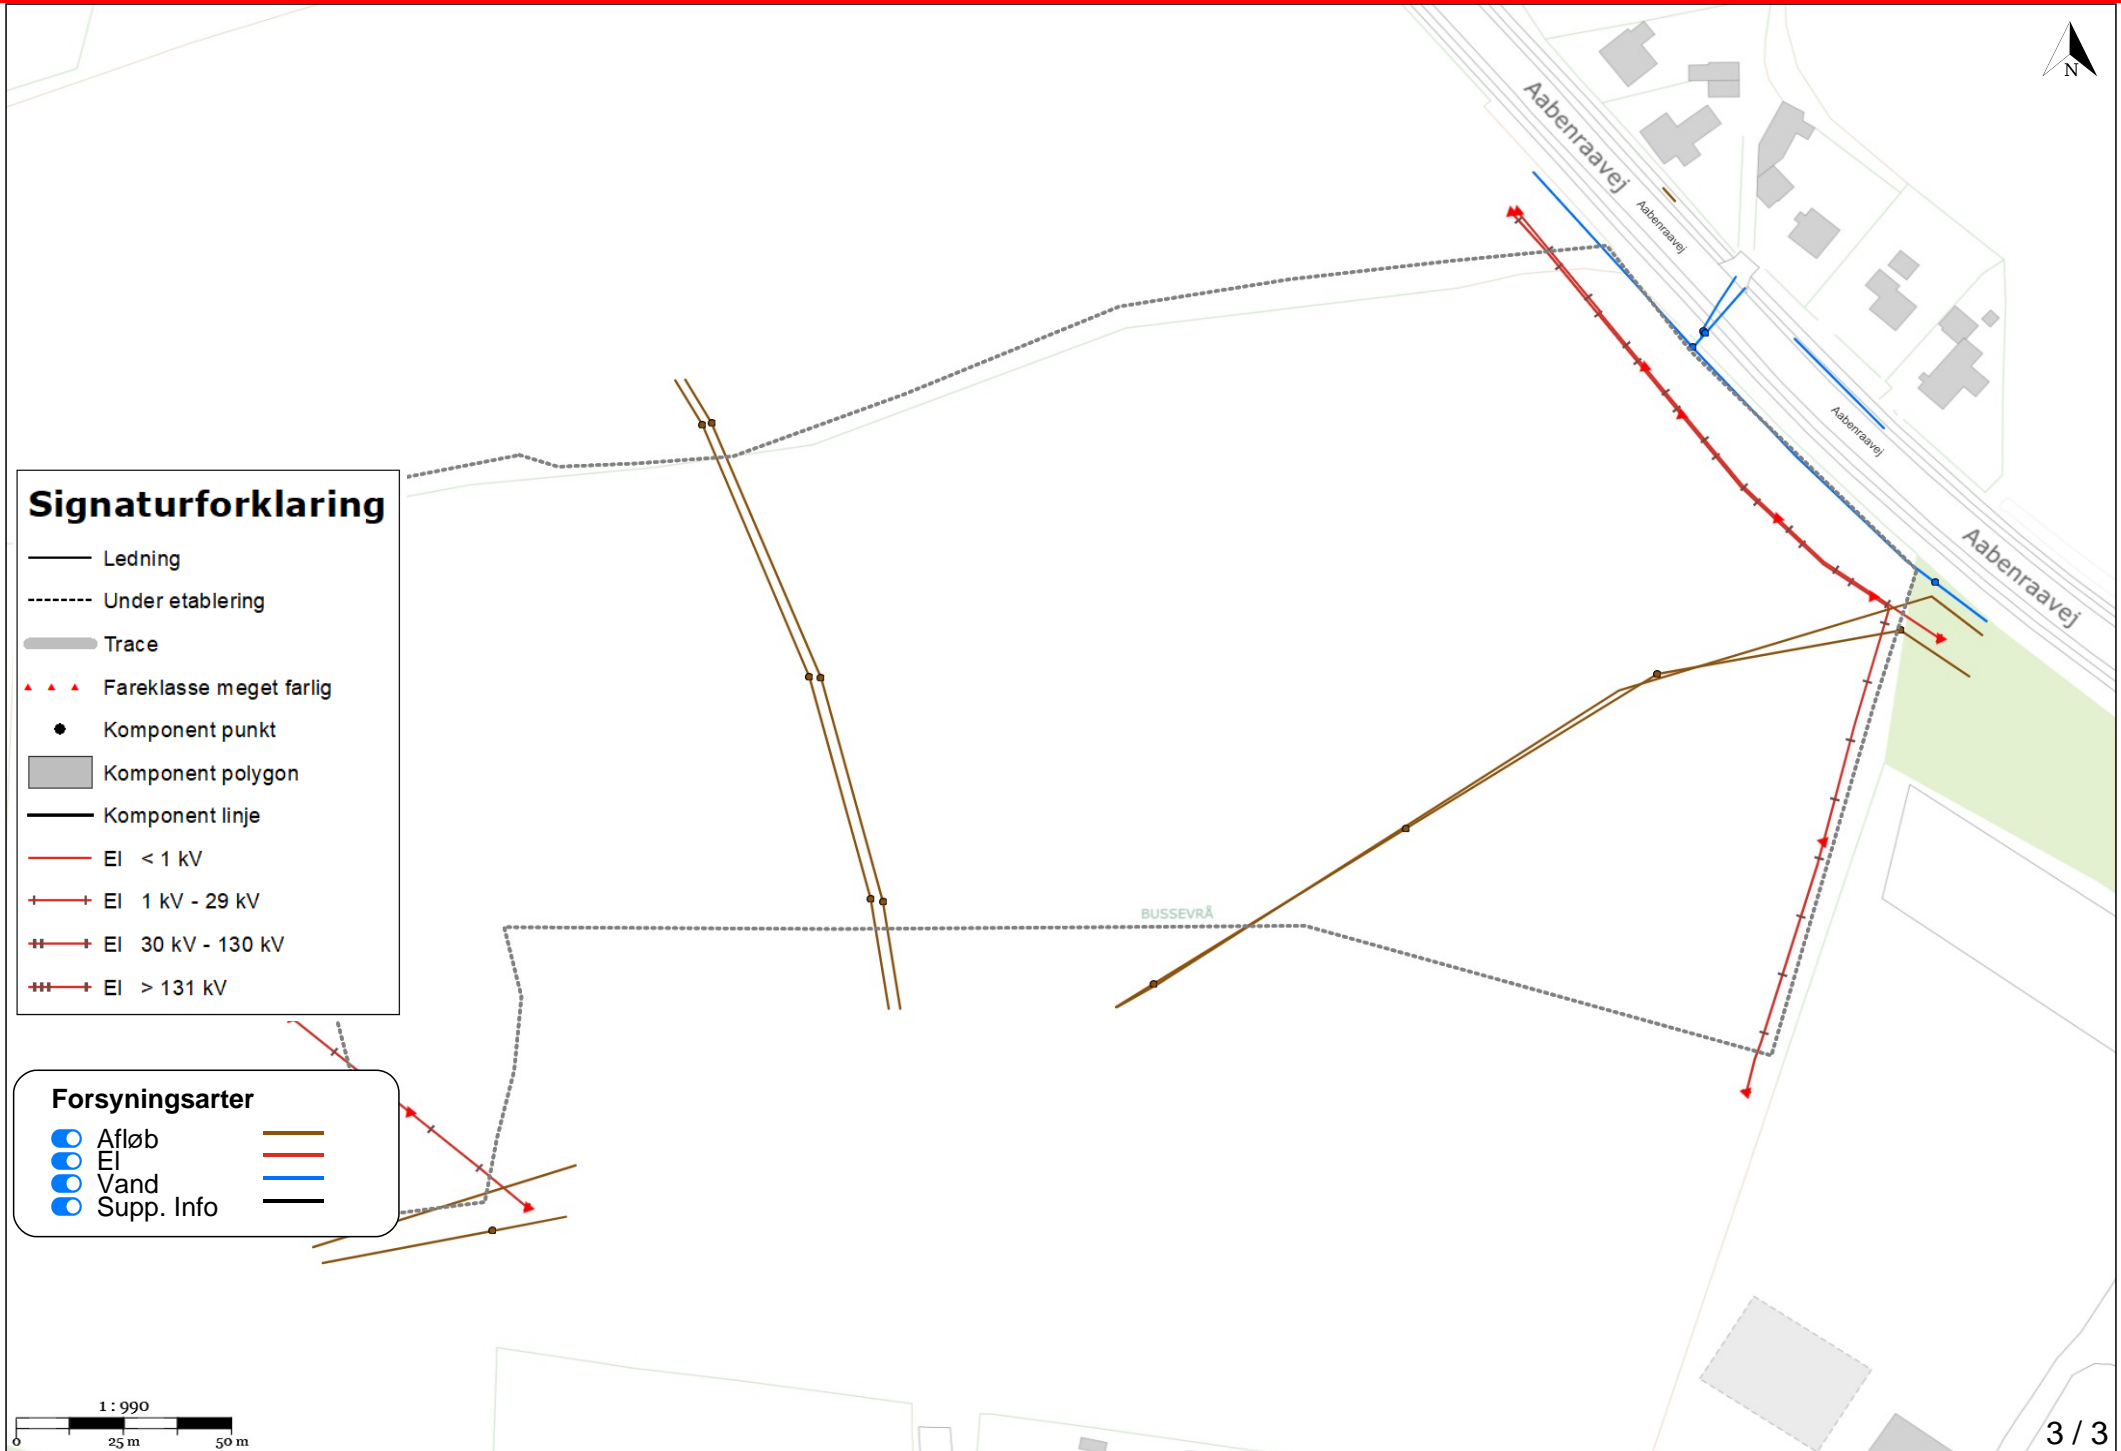 N
Aabenraavej
Aabenraavej
Aabenraavej
Aabenraavej
BUSSEVRÅ
Signaturforklaring
Ledning
Under etablering
Trace
Fareklasse meget farlig
Komponent punkt
Komponent polygon
Komponent linje
El < 1 kV
El 1 kV - 29 kV
El 30 kV - 130 kV
El > 131 kV
Forsyningsarter
Afløb
El
Vand
Supp. Info
1:990
0 25 m 50 m
3 / 3